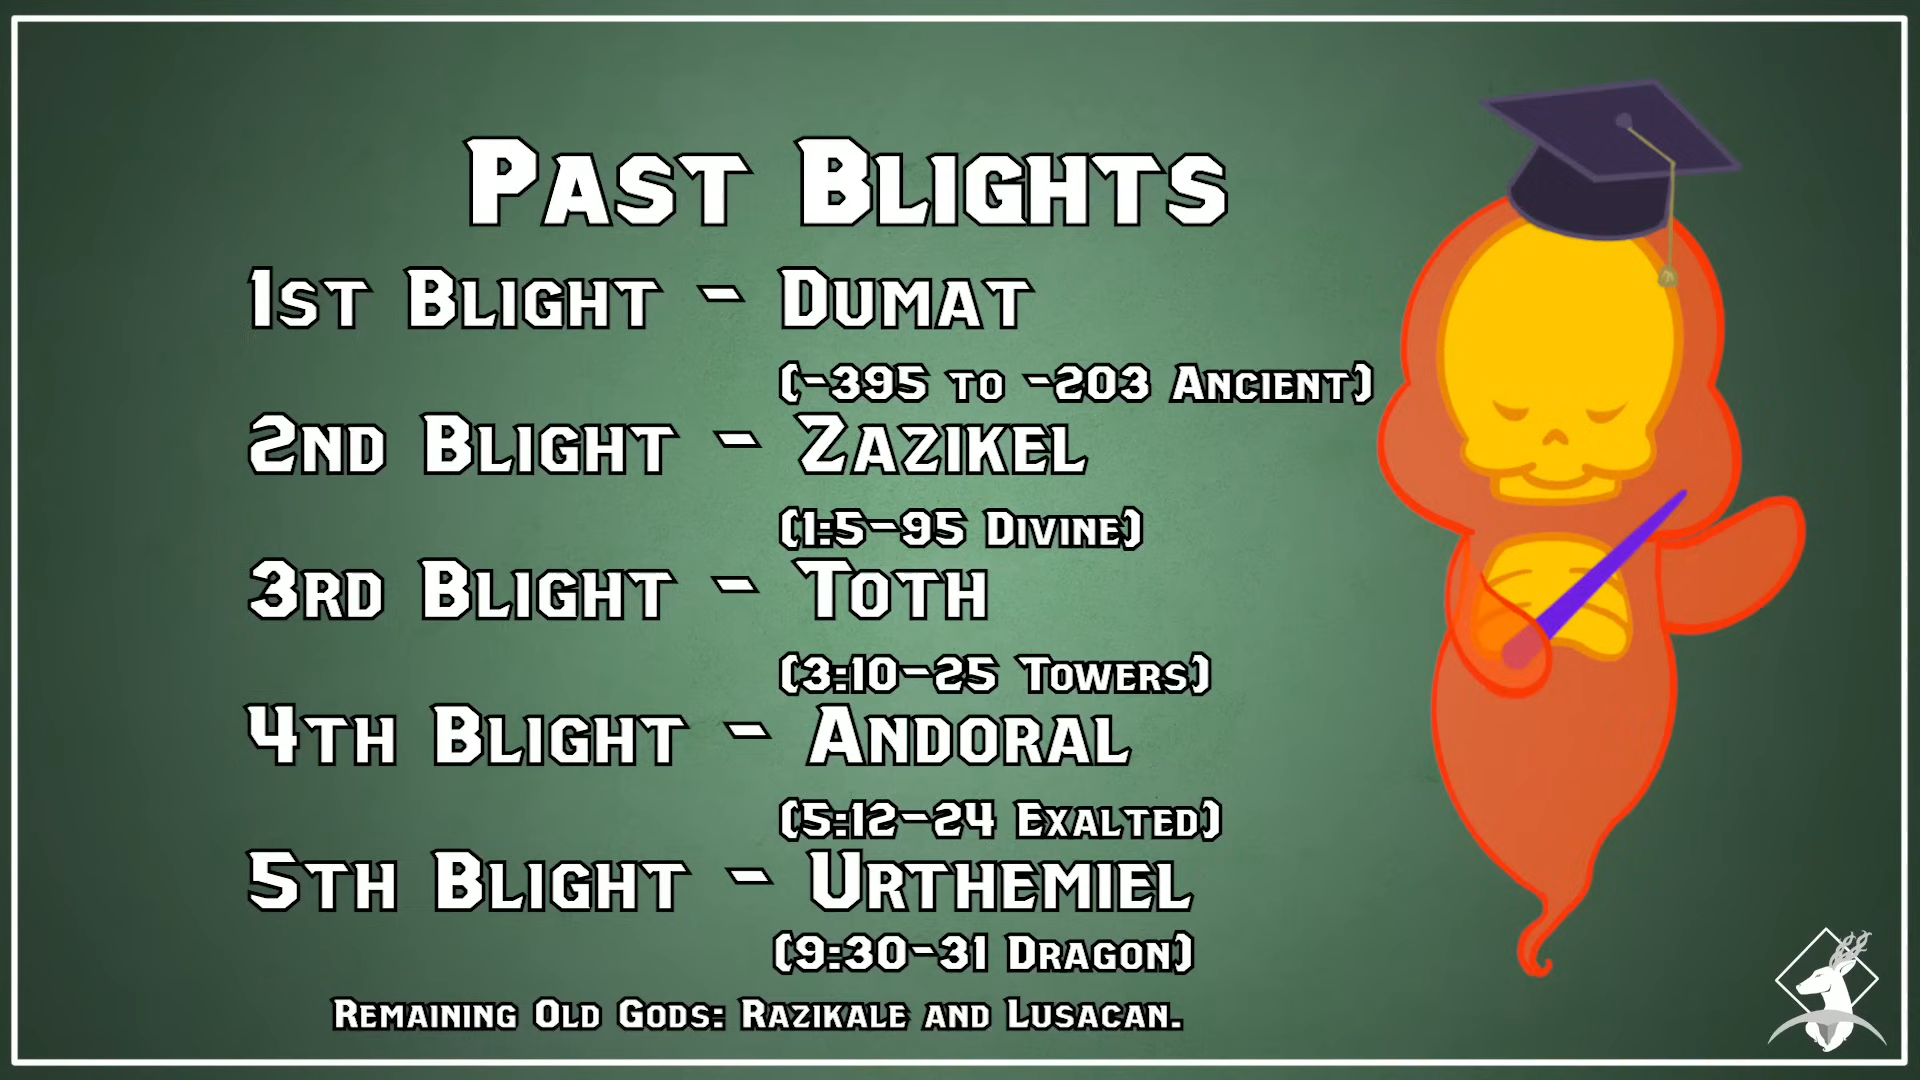 Past Blights
1st Blight - Dumat
(-395 to -203 Ancient)
2nd Blight - Zazikel
(1:5-95 Divine)
3rd Blight - Toth
(3:10-25 Towers)
4th Blight - Andoral
(5:12-24 Exalted)
5th Blight - Urthemiel
(9:30-31 Dragon)
Remaining Old Gods: Razikale and Lusacan.